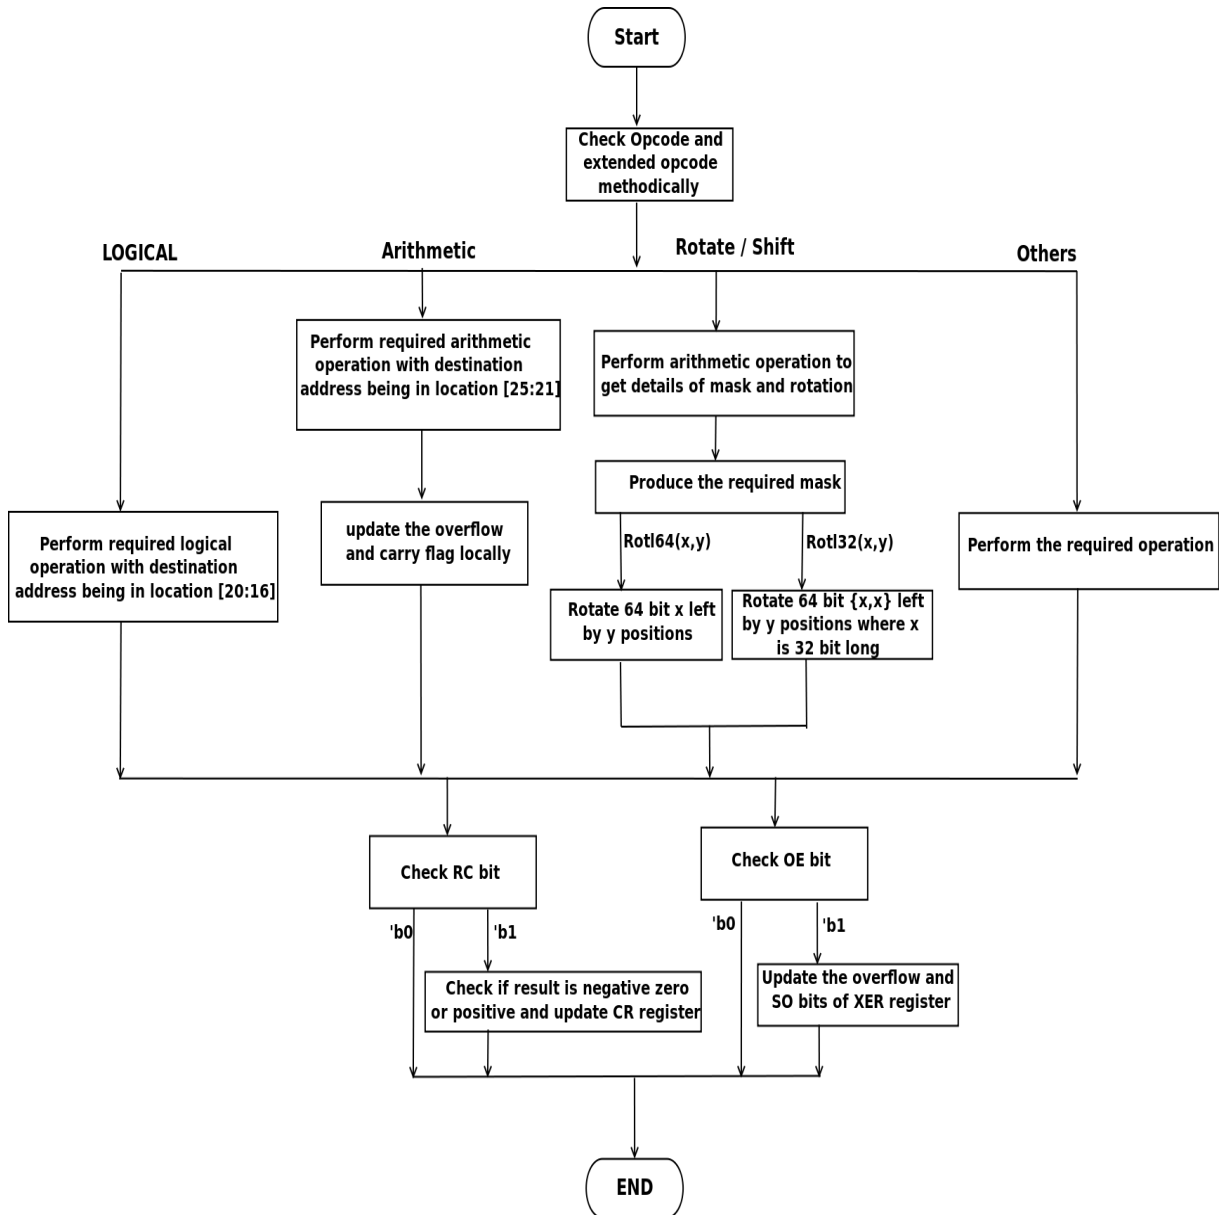 Start
Check Opcode and
extended opcode
methodically
LOGICAL
Arithmetic
Rotate / Shift
Others
Perform required arithmetic
operation with destination
address being in location [25:21]
Perform arithmetic operation to
get details of mask and rotation
Produce the required mask
update the overflow
and carry flag locally
Perform required logical
operation with destination
address being in location [20:16]
Rotl64(x,y)
Rotl32(x,y)
Perform the required operation
Rotate 64 bit x left
by y positions
Rotate 64 bit {x,x} left
by y positions where x
is 32 bit long
Check RC bit
Check OE bit
'b0
'b1
'b0
'b1
Check if result is negative zero
or positive and update CR register
Update the overflow and
SO bits of XER register
END